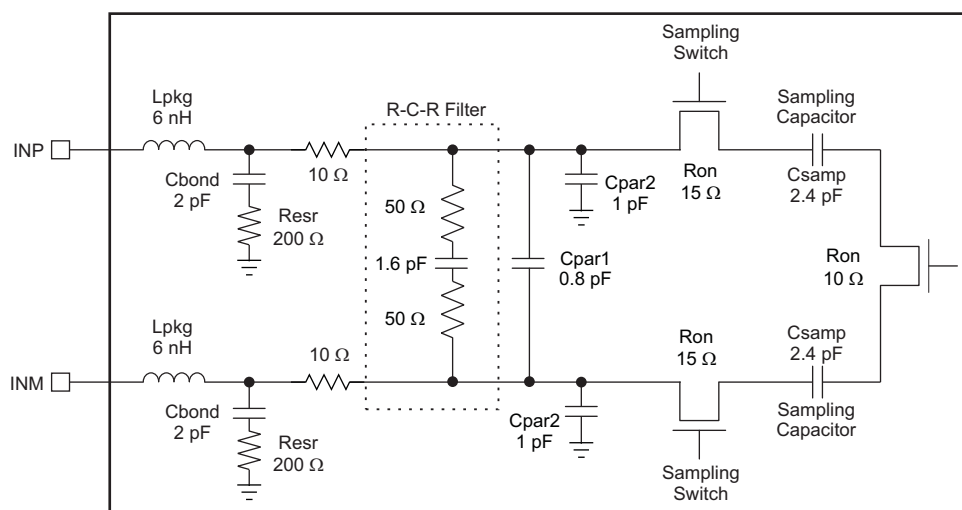 Sampling
Switch
Lpkg
6 nH
R-C-R Filter
Sampling
Capacitor
INP
10 Ω
Cbond
2 pF
Resr
200 Ω
50 Ω
Cpar2
1 pF
Ron
15 Ω
Csamp
2.4 pF
1.6 pF
Cpar1
0.8 pF
Ron
10 Ω
50 Ω
Lpkg
6 nH
10 Ω
Ron
15 Ω
Csamp
2.4 pF
INM
Cbond
2 pF
Resr
200 Ω
Cpar2
1 pF
Sampling
Capacitor
Sampling
Switch